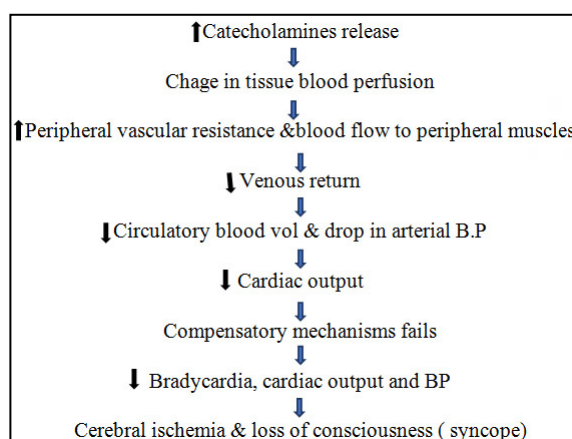 ⬆Catecholamines release
Chage in tissue blood perfusion
⬆Peripheral vascular resistance &blood flow to peripheral muscles
⬇ Venous return
⬇Circulatory blood vol & drop in arterial B.P
⬇ Cardiac output
Compensatory mechanisms fails
⬇ Bradycardia, cardiac output and BP
Cerebral ischemia & loss of consciousness ( syncope)